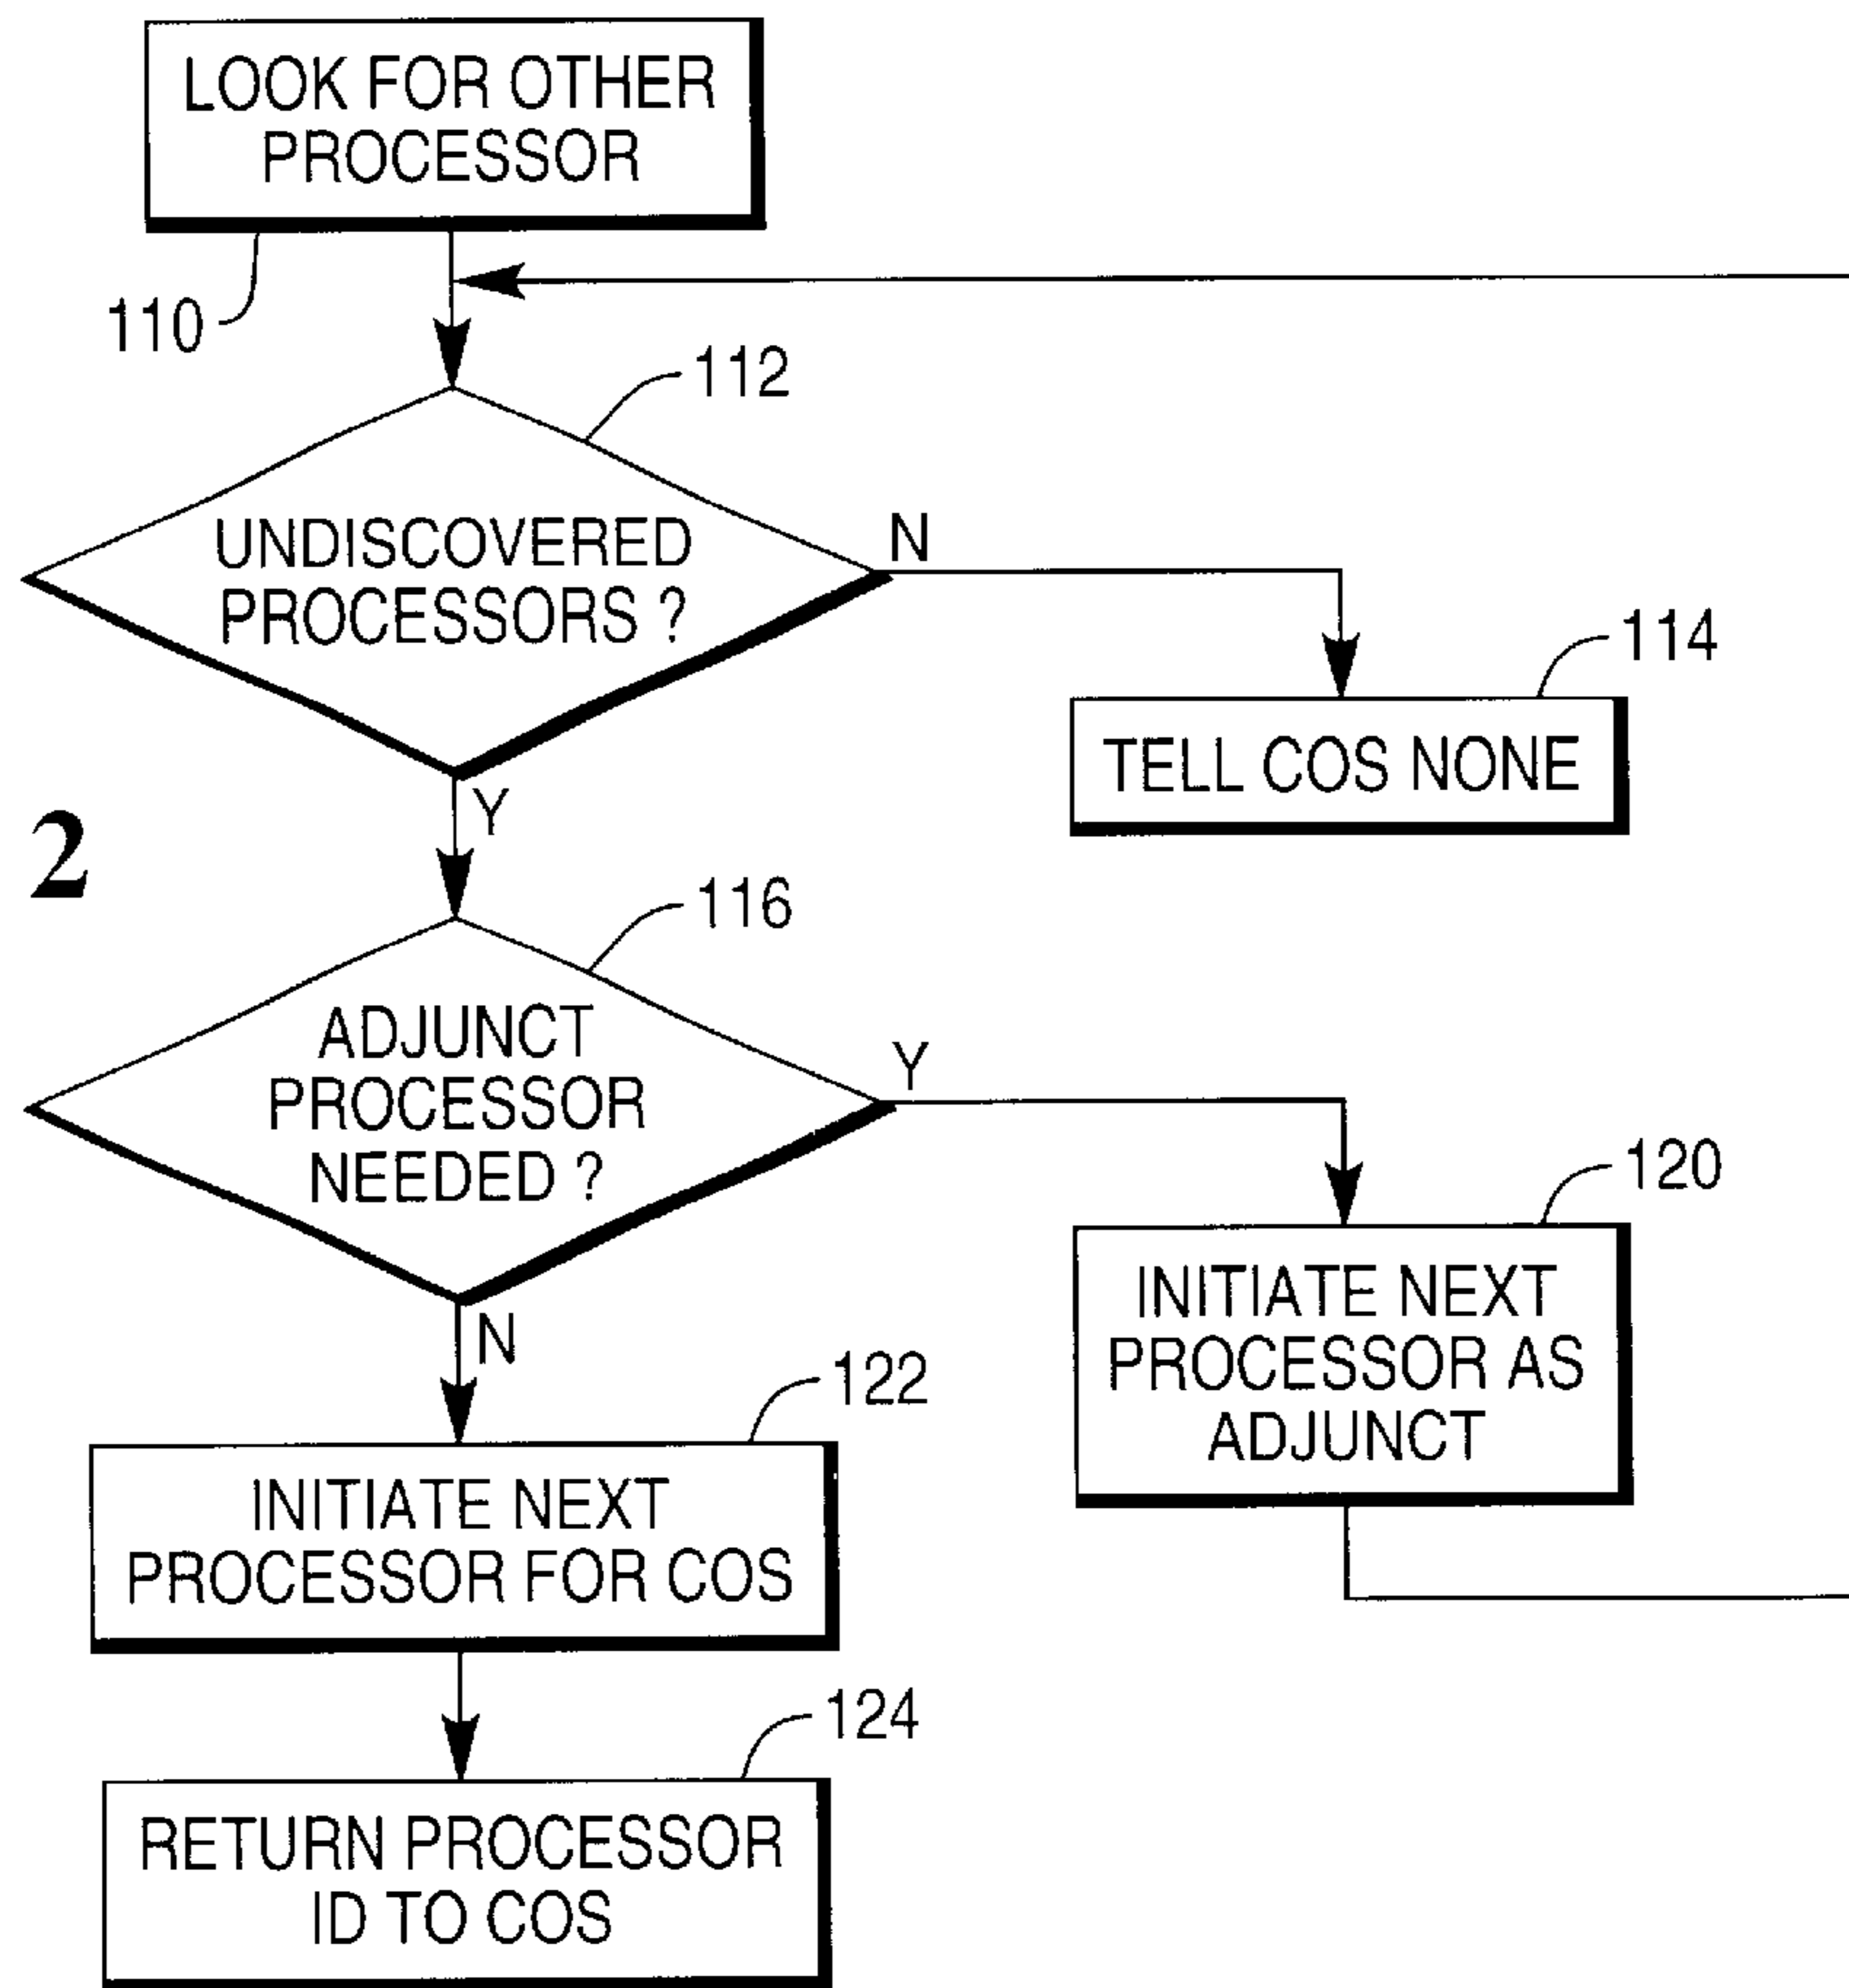 LOOK FOR OTHER
PROCESSOR
110
112
UNDISCOVERED
PROCESSORS ?
N
114
TELL COS NONE
Y
2
116
ADJUNCT
PROCESSOR
NEEDED ?
Y
120
INITIATE NEXT
PROCESSOR AS
ADJUNCT
N
122
INITIATE NEXT
PROCESSOR FOR COS
124
RETURN PROCESSOR
ID TO COS